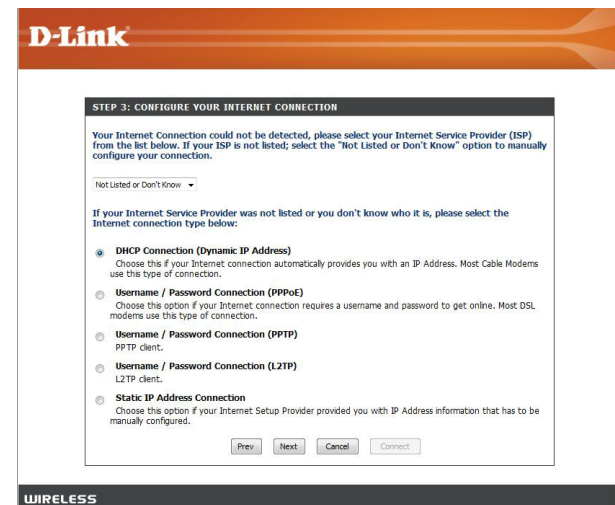 D-Link
STEP 3: CONFIGURE YOUR INTERNET CONNECTION
Your Internet Connection could not be detected, please select your Internet Service Provider (ISP)
from the list below. If your ISP is not listed; select the "Not Listed or Don't Know" option to manually
configure your connection.
Not Listed or Don't Know
If your Internet Service Provider was not listed or you don't know who it is, please select the
Internet connection type below:
DHCP Connection (Dynamic IP Address)
Choose this if your Internet connection automatically provides you with an IP Address. Most Cable Modems
use this type of connection.
Username / Password Connection (PPPoE)
Choose this option if your Internet connection requires a username and password to get online. Most DSL
modems use this type of connection.
Username / Password Connection (PPTP)
PPTP client.
Username / Password Connection (L2TP)
L2TP client.
Static IP Address Connection
Choose this option if your Internet Setup Provider provided you with IP Address information that has to be
manually configured.
Prev Next Cancel Connect
WIRELESS